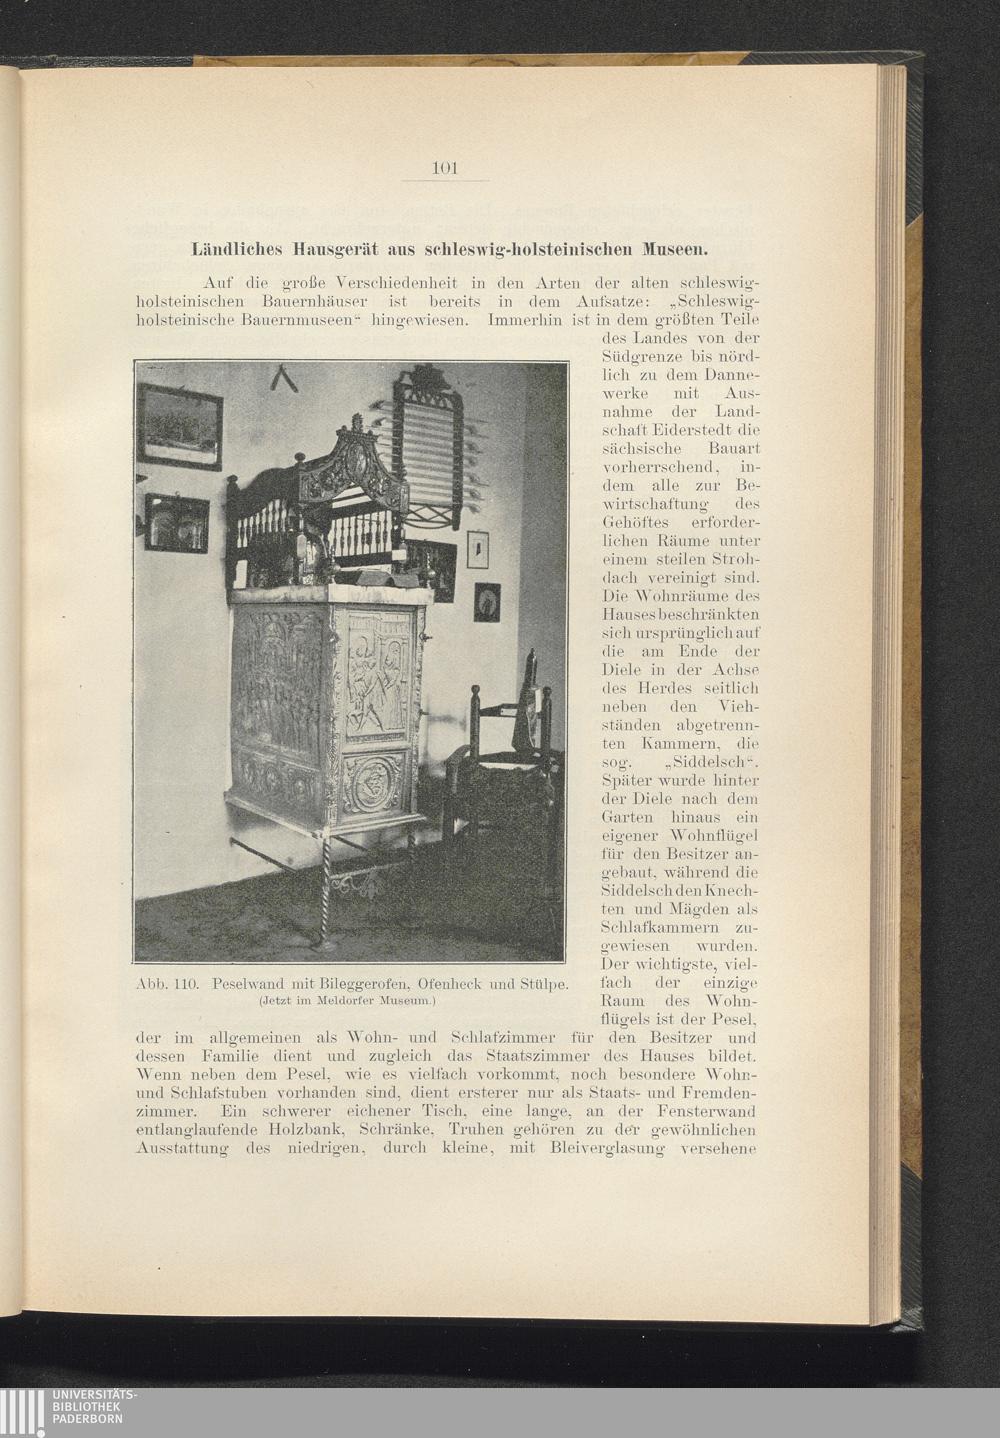 101
Ländliches Hausgerät aus schleswig-holsteinischen Museen.
Auf die große Verschiedenheit in den Arten der alten schleswig-
holsteinischen Bauernhäuser ist bereits in dem Aufsatze: „Schleswig-
holsteinische Bauernmuseen“ hingewiesen. Immerhin ist in dem größten Teile
des Landes von der
Südgrenze bis nörd-
lich zu dem Danne-
werke mit Aus-
nahme der Land-
schaft Eiderstedt die
sächsische Bauart
vorherrschend, in-
dem alle zur Be-
wirtschaftung des
Gehöftes erforder-
lichen Räume unter
einem steilen Stroh-
dach vereinigt sind.
Die Wohnräume des
Hauses beschränkten
sich ursprünglich auf
die am Ende der
Diele in der Achse
des Herdes seitlich
neben den Vieh-
ständen abgetrenn-
ten Kammern, die
sog. „Siddelsch“.
Später wurde hinter
der Diele nach dem
Garten hinaus ein
eigener Wohnflügel
für den Besitzer an-
gebaut, während die
Siddelsch den Knech-
ten und Mägden als
Schlafkammern zu-
gewiesen wurden.
Der wichtigste, viel-
fach der einzige
Raum des Wohn-
flügels ist der Pesel,
Abb. 110. Peselwand mit Bileggerofen, Ofenheck und Stülpe.
(Jetzt im Meldorfer Museum.)
der im allgemeinen als Wohn- und Schlafzimmer für den Besitzer und
dessen Familie dient und zugleich das Staatszimmer des Hauses bildet.
Wenn neben dem Pesel, wie es vielfach vorkommt, noch besondere Wohn-
und Schlafstuben vorhanden sind, dient ersterer nur als Staats- und Fremden-
zimmer. Ein schwerer eichener Tisch, eine lange, an der Fensterwand
entlanglaufende Holzbank, Schränke, Truhen gehören zu der gewöhnlichen
Ausstattung des niedrigen, durch kleine, mit Bleiverglasung versehene
UNIVERSITÄTS-
BIBLIOTHEK
PADERBORN